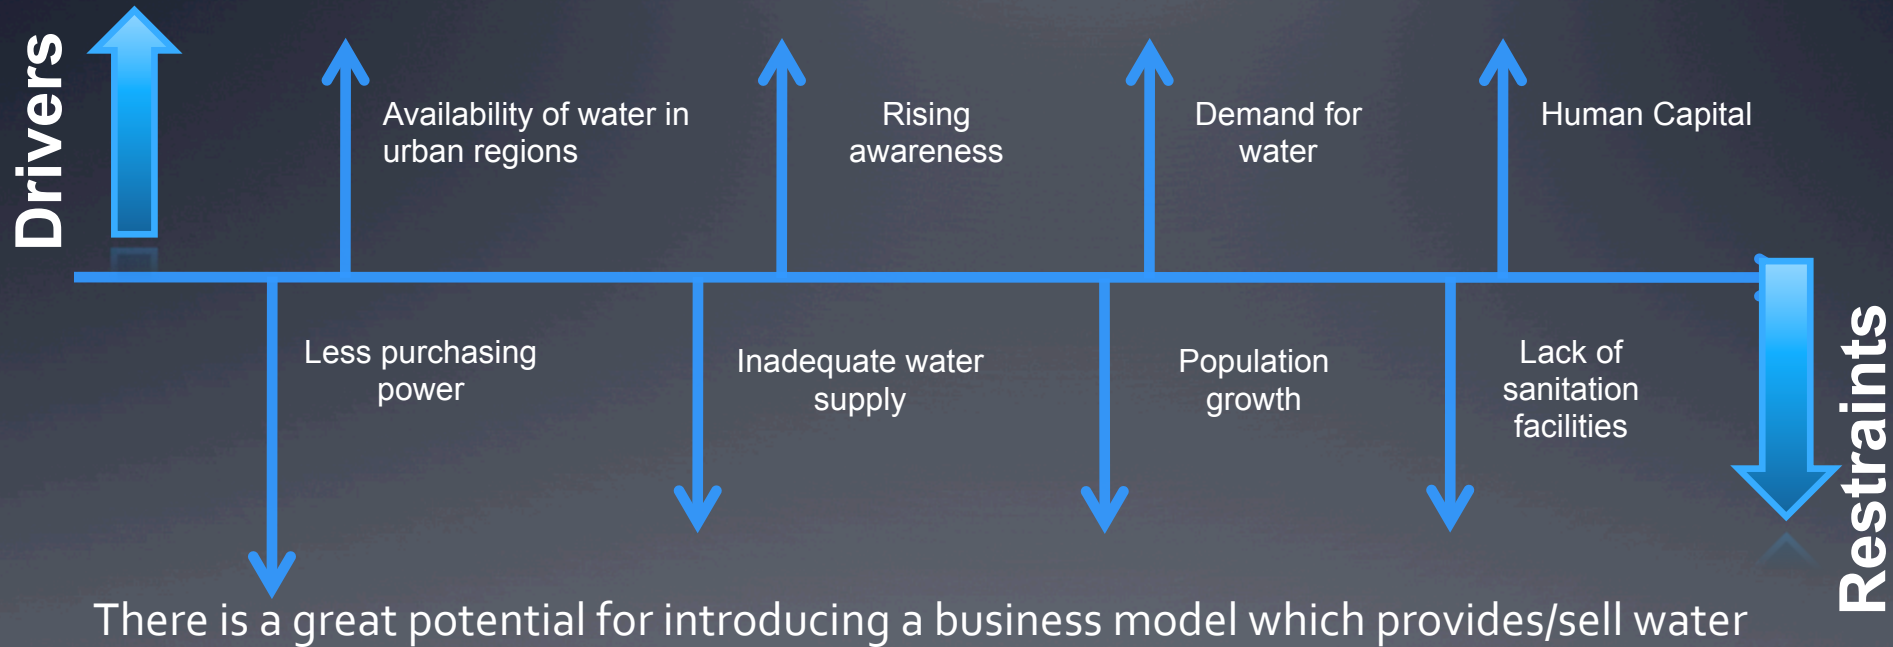 Drivers
Availability of water in
urban regions
Rising
awareness
Demand for
water
Human Capital
Less purchasing
power
Inadequate water
supply
Population
growth
Lack of
sanitation
facilities
Restraints
There is a great potential for introducing a business model which provides/sell water